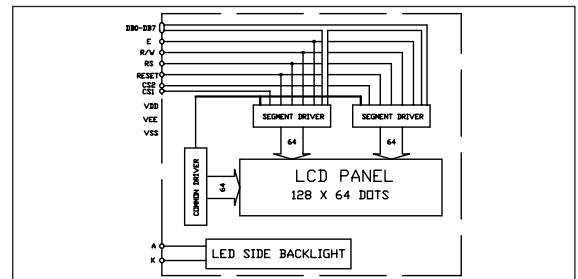 DB0-DB7
E
R/W
RS
RESET
CS2
CS1
VDD
VEE
VSS
SEGMENT DRIVER
SEGMENT DRIVER
64
64
COMMON DRIVER
64
LCD PANEL
128 X 64 DOTS
A
K
LED SIDE BACKLIGHT